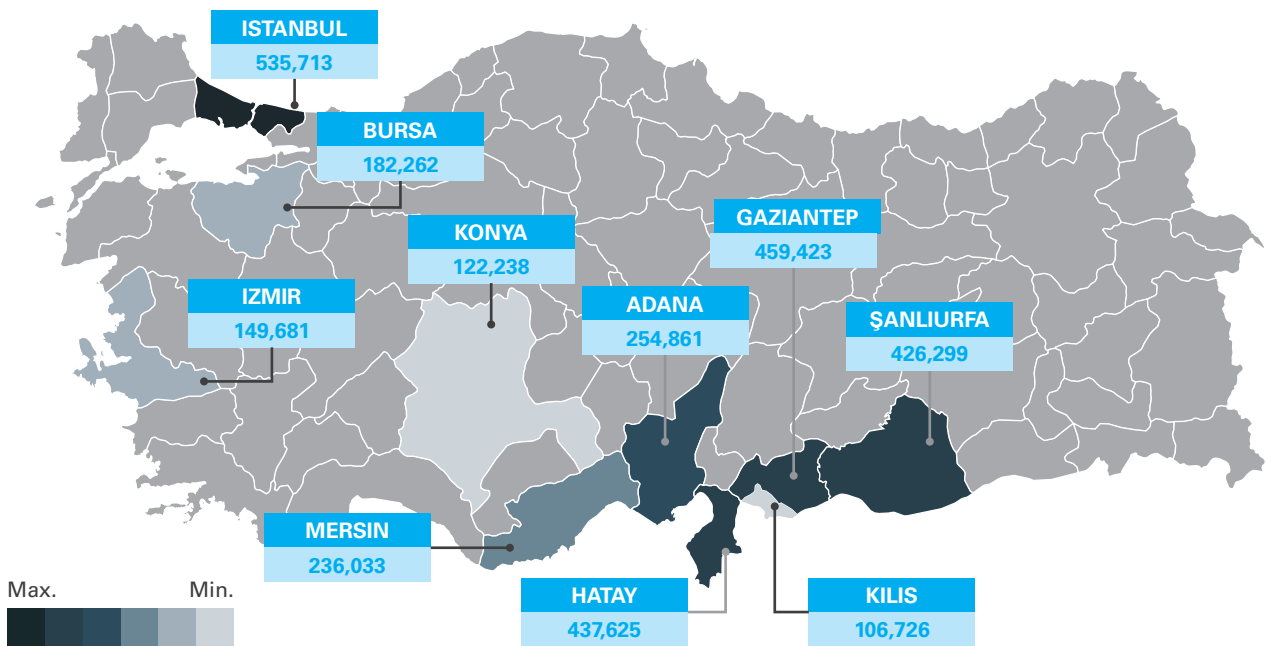 ISTANBUL
535,713
BURSA
182,262
GAZIANTEP
459,423
KONYA
122,238
IZMIR
149,681
ADANA
254,861
ŞANLIURFA
426,299
MERSIN
236,033
HATAY
437,625
KILIS
106,726
Max.
Min.